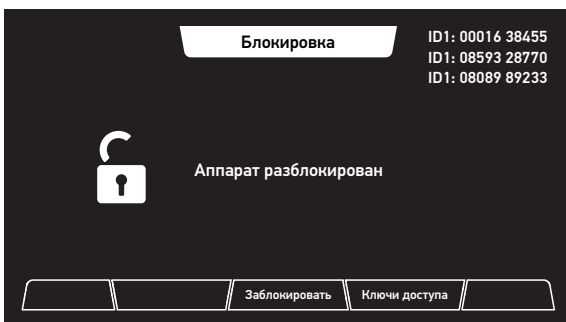 Блокировка
ID1: 00016 38455
ID1: 08593 28770
ID1: 08089 89233
Аппарат разблокирован
Заблокировать
Ключи доступа